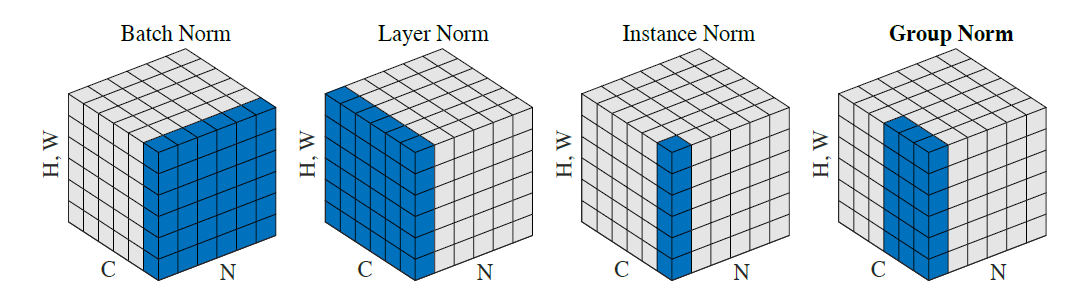 Batch Norm
H, W
C
N
Layer Norm
H, W
C
N
Instance Norm
H, W
C
N
Group Norm
H, W
C
N